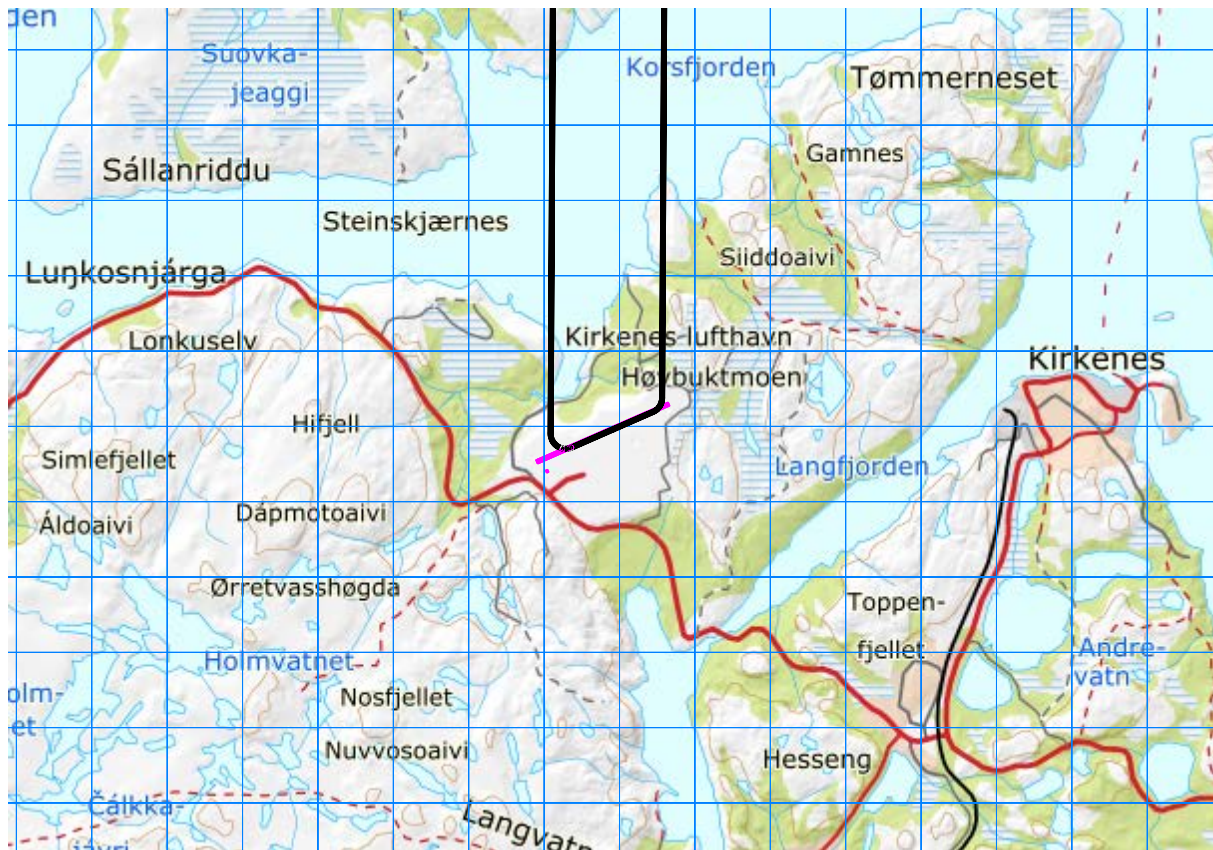 den
Suovka-
jeaggi
Korsfjorden
Tømmerneset
Gamnes
Sállanriddu
Steinskjærnes
Siiddoaivi
Luŋkosnjárga
Lonkuselv
Kirkenes lufthavn
Høybuktmoen
Kirkenes
Hifjell
Simlefjellet
Langfjorden
Áldoaivi
Dápmotoaivi
Ørretvasshøgda
Toppen-
fjellet
Holmvatnet
Andre-
vatn
olm-
et
Nosfjellet
Nuvvosoaivi
Hesseng
Čálkka-
jávri
Langvatn